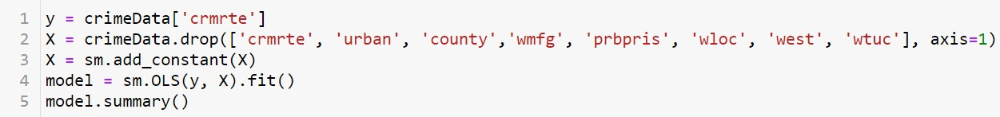 1 y = crimeData['crmrte']
2 X = crimeData.drop(['crmrte', 'urban', 'county','wmfg', 'prbpris', 'wloc', 'west', 'wtuc'], axis=1)
3 X = sm.add_constant(X)
4 model = sm.OLS(y, X).fit()
5 model.summary()